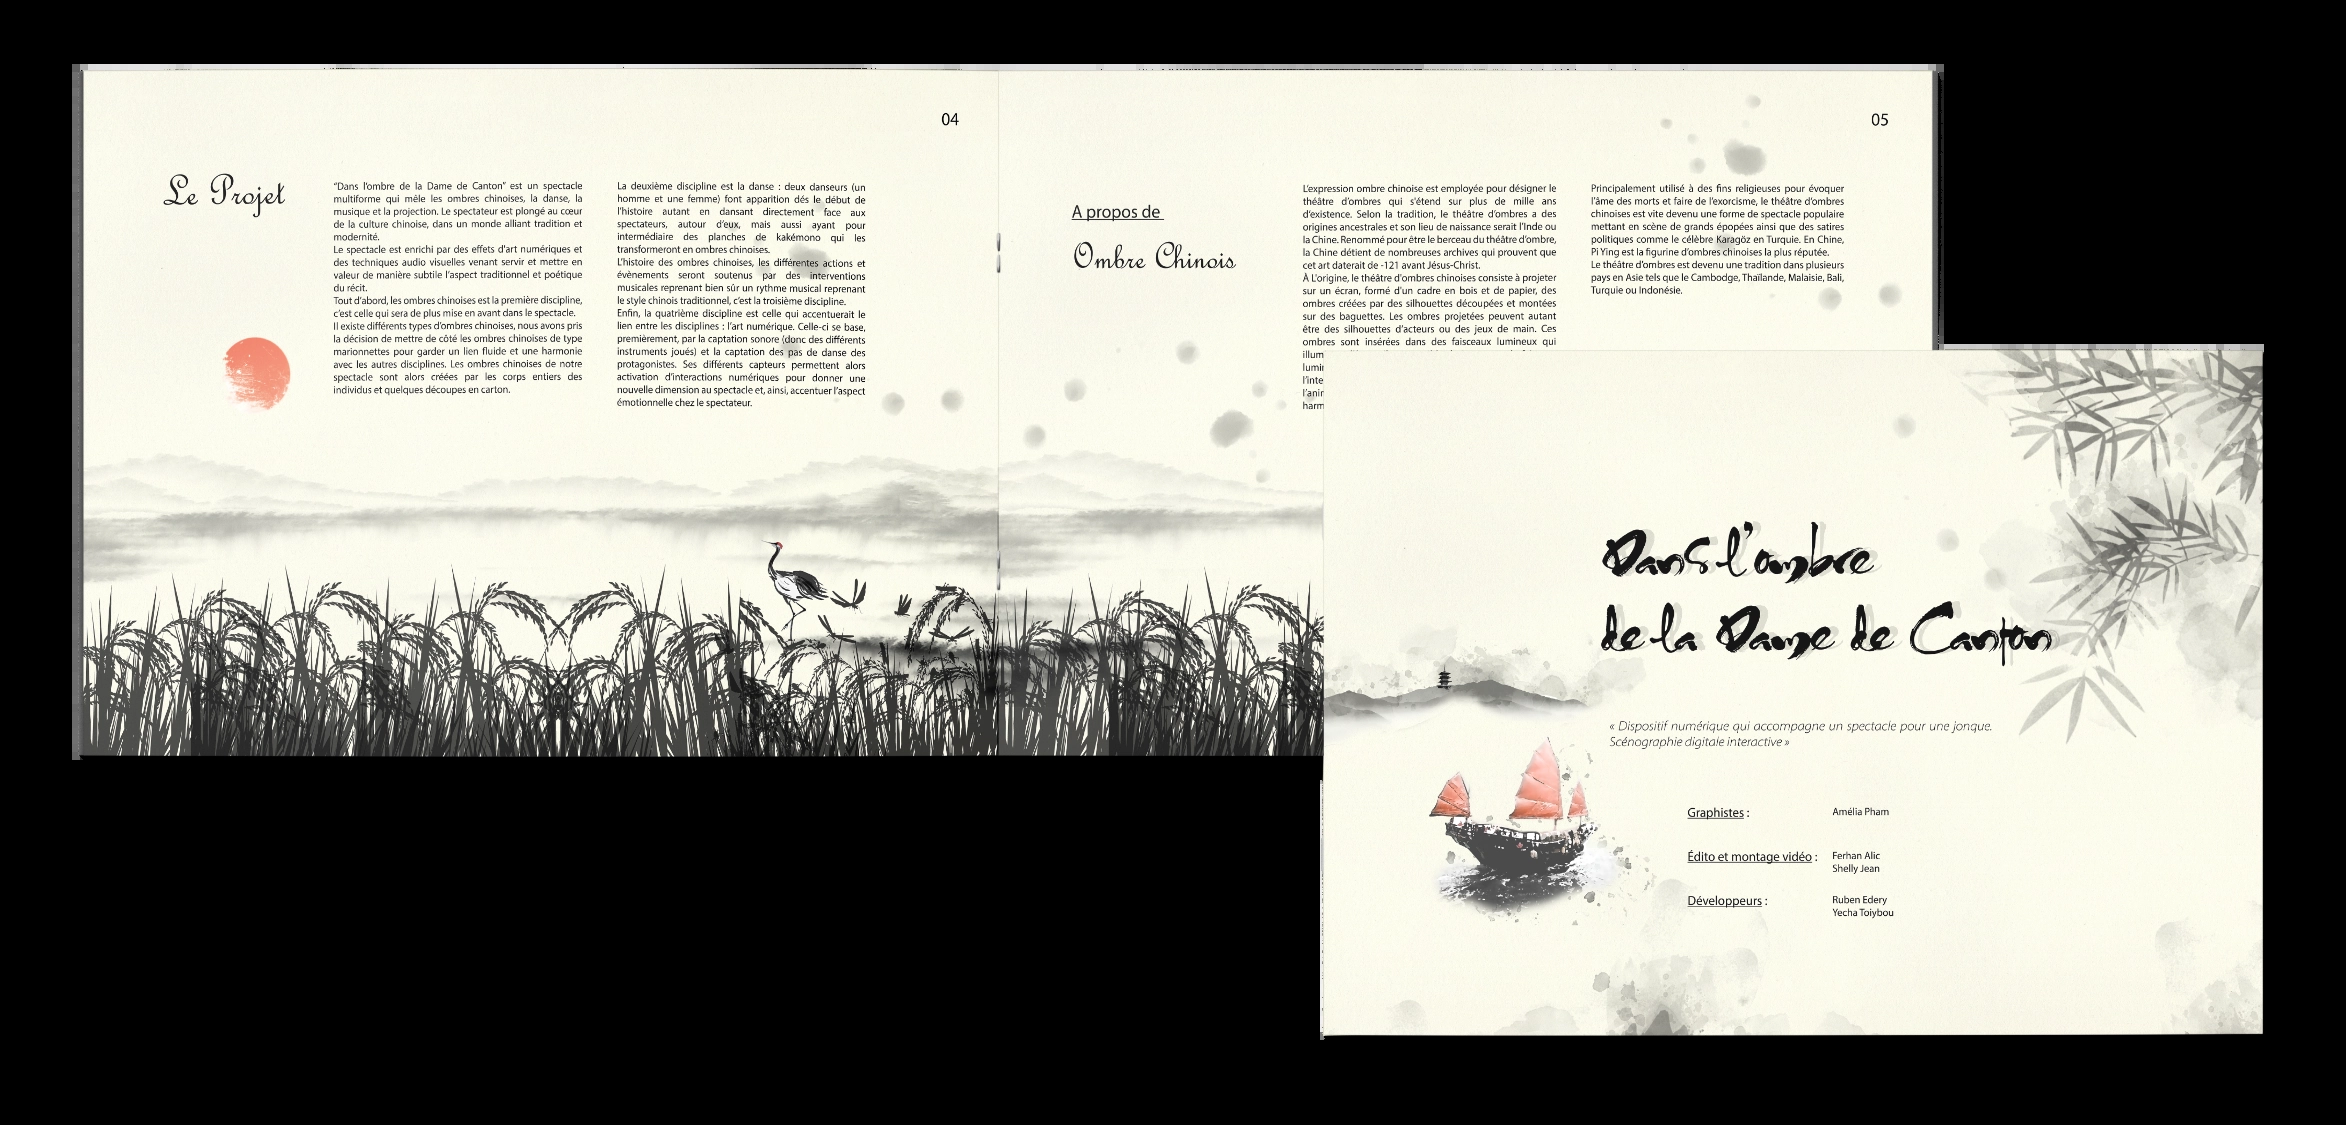 04
Le Projet
"Dans l'ombre de la Dame de Canton" est un spectacle
multiforme qui mêle les ombres chinoises, la danse, la
musique et la projection. Le spectateur est plongé au cœur
de la culture chinoise, dans un monde alliant tradition et
modernité.
Le spectacle est enrichi par des effets d'art numériques et
des techniques audio visuelles venant servir et mettre en
valeur de manière subtile l'aspect traditionnel et poétique
du récit.
Tout d'abord, les ombres chinoises est la première discipline,
c'est celle qui sera de plus mise en avant dans le spectacle.
Il existe différents types d'ombres chinoises, nous avons pris
la décision de mettre de côté les ombres chinoises de type
marionnettes pour garder un lien fluide et une harmonie
avec les autres disciplines. Les ombres chinoises de notre
spectacle sont alors créées par les corps entiers des
individus et quelques découpes en carton.
La deuxième discipline est la danse : deux danseurs (un
homme et une femme) font apparition dés le début de
l'histoire autant en dansant directement face aux
spectateurs, autour d'eux, mais aussi ayant pour
intermédiaire des planches de kakémono qui les
transformeront en ombres chinoises.
L'histoire des ombres chinoises, les différentes actions et
évènements seront soutenus par des interventions
musicales reprenant bien sûr un rythme musical reprenant
le style chinois traditionnel, c'est la troisième discipline.
Enfin, la quatrième discipline est celle qui accentuerait le
lien entre les disciplines : l'art numérique. Celle-ci se base,
premièrement, par la captation sonore (donc des différents
instruments joués) et la captation des pas de danse des
protagonistes. Ses différents capteurs permettent alors
activation d'interactions numériques pour donner une
nouvelle dimension au spectacle et, ainsi, accentuer l'aspect
émotionnelle chez le spectateur.
05
A propos de
Ombre Chinois
L'expression ombre chinoise est employée pour désigner le
théâtre d'ombres qui s'étend sur plus de mille ans
d'existence. Selon la tradition, le théâtre d'ombres a des
origines ancestrales et son lieu de naissance serait l'Inde ou
la Chine. Renommé pour être le berceau du théâtre d'ombre,
la Chine détient de nombreuses archives qui prouvent que
cet art daterait de -121 avant Jésus-Christ.
À L'origine, le théâtre d'ombres chinoises consiste à projeter
sur un écran, formé d'un cadre en bois et de papier, des
ombres créées par des silhouettes découpées et montées
sur des baguettes. Les ombres projetées peuvent autant
être des silhouettes d'acteurs ou des jeux de main. Ces
ombres sont insérées dans des faisceaux lumineux qui
Principalement utilisé à des fins religieuses pour évoquer
l'âme des morts et faire de l'exorcisme, le théâtre d'ombres
chinoises est vite devenu une forme de spectacle populaire
mettant en scène de grands épopées ainsi que des satires
politiques comme le célèbre Karagöz en Turquie. En Chine,
Pi Ying est la figurine d'ombres chinoises la plus réputée.
Le théâtre d'ombres est devenu une tradition dans plusieurs
pays en Asie tels que le Cambodge, Thaïlande, Malaisie, Bali,
Turquie ou Indonésie.
Dans l'ombre
de la Dame de Canton
« Dispositif numérique qui accompagne un spectacle pour une jonque.
Scénographie digitale interactive »
Graphistes : Amélia Pham
Édito et montage vidéo : Ferhan Alic
Shelly Jean
Développeurs : Ruben Edery
Yecha Toiybou